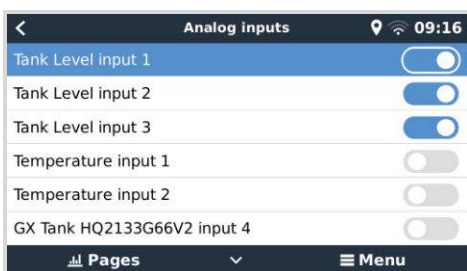 Analog inputs 09:16
Tank Level input 1
Tank Level input 2
Tank Level input 3
Temperature input 1
Temperature input 2
GX Tank HQ2133G66V2 input 4
Pages Menu